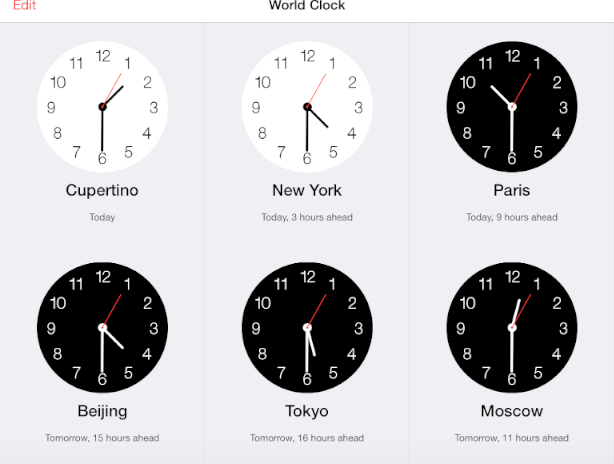 Edit
World Clock
12 1 2 3 4 5 6 7 8 9 10 11
Cupertino
Today
12 1 2 3 4 5 6 7 8 9 10 11
New York
Today, 3 hours ahead
12 1 2 3 4 5 6 7 8 9 10 11
Paris
Today, 9 hours ahead
12 1 2 3 4 5 6 7 8 9 10 11
Beijing
Tomorrow, 15 hours ahead
12 1 2 3 4 5 6 7 8 9 10 11
Tokyo
Tomorrow, 16 hours ahead
12 1 2 3 4 5 6 7 8 9 10 11
Moscow
Tomorrow, 11 hours ahead